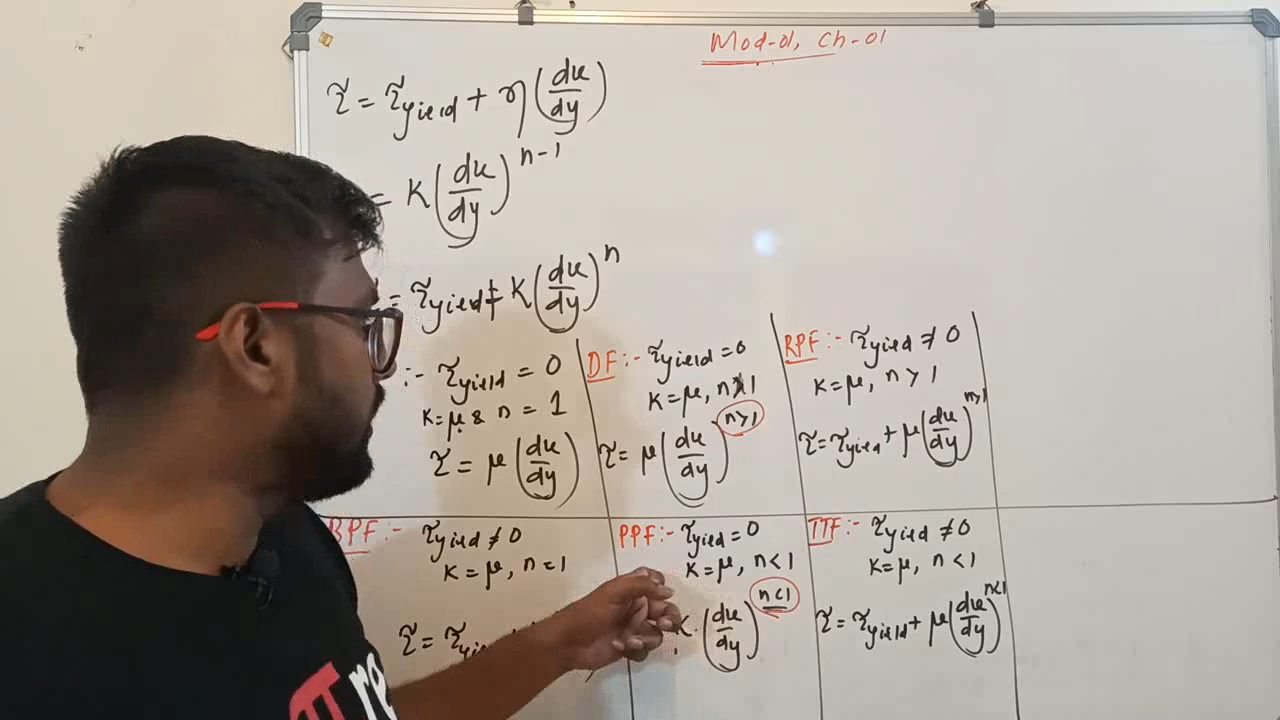 Mod-01, Ch-01
τ = τyield + η (du/dy)
= K (du/dy)^n-1
= τyield + K (du/dy)^n
:- τyield = 0
K=μ & n = 1
τ = μ (du/dy)
DF :- τyield = 0
K=μ, n>1
τ = μ (du/dy)^n>1
RPF :- τyield ≠ 0
K=μ, n>1
τ = τyield + μ (du/dy)^n>1
BPF :- τyield ≠ 0
K=μ, n=1
τ = τyield
PPF :- τyield = 0
K=μ, n<1
K (du/dy)^n<1
TTF :- τyield ≠ 0
K=μ, n<1
τ = τyield + μ (du/dy)^n<1